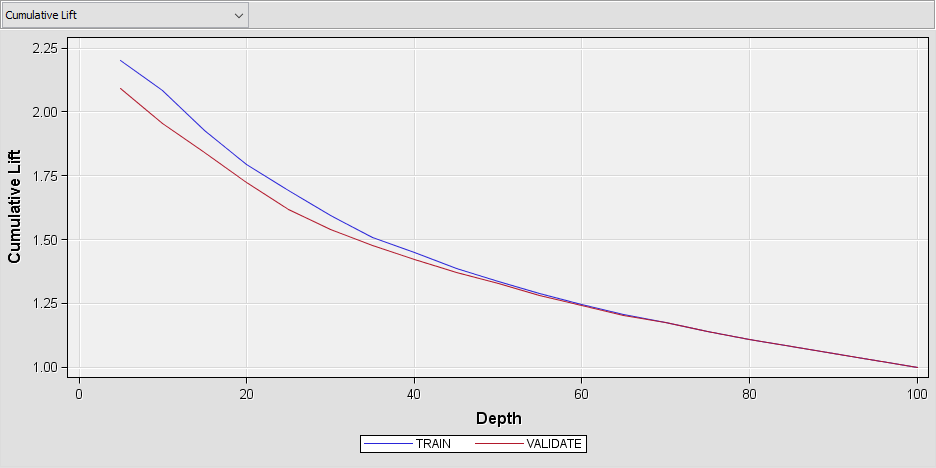 Cumulative Lift
2.25
2.00
1.75
1.50
1.25
1.00
Cumulative Lift
0 20 40 60 80 100
Depth
TRAIN VALIDATE